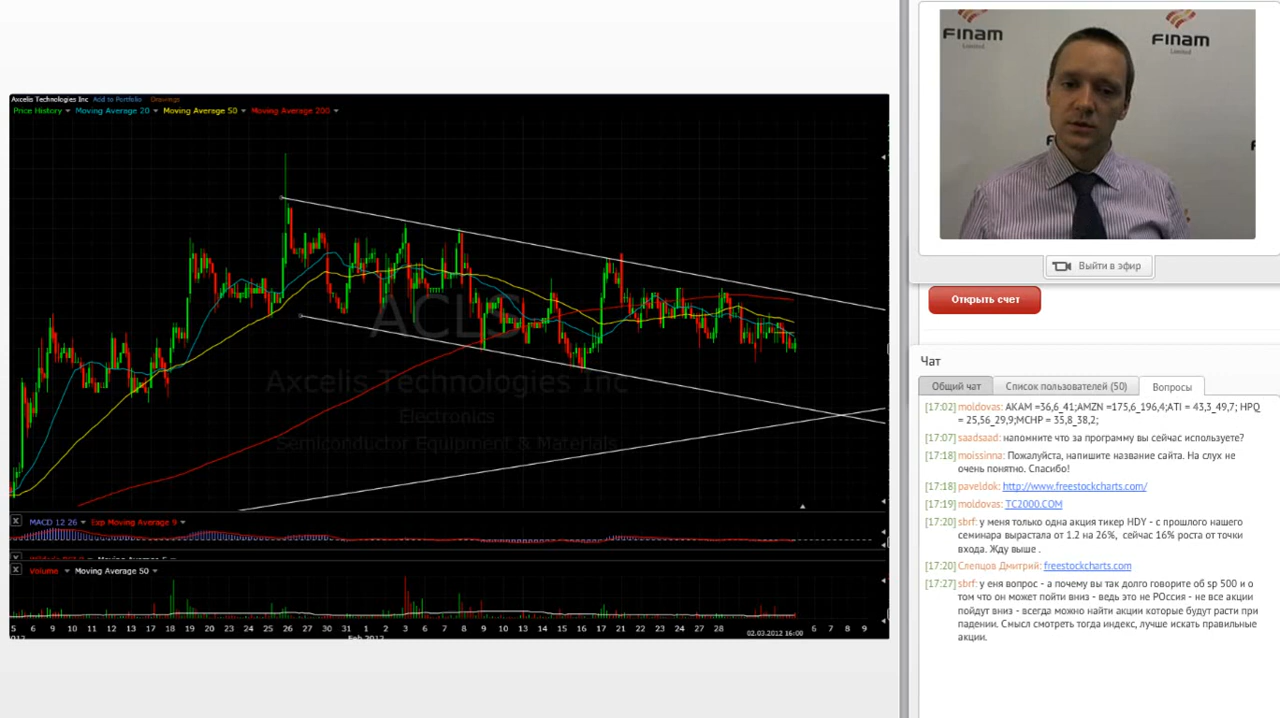 Axcelis Technologies Inc Add to Portfolio Drawings
Price History Moving Average 20 Moving Average 50 Moving Average 200
ACLS
Axcelis Technologies Inc
Electronics
Semiconductor Equipment & Materials
X MACD 12 26 Exp Moving Average 9
X Volume Moving Average 50
5 6 9 10 11 12 13 17 18 19 20 23 24 25 26 27 30 31 1 2 3 6 7 8 9 10 13 14 15 16 17 21 22 23 24 27 28 6 7 8 9
Feb 2012 02.03.2012 16:00
FINAM
Limited
FINAM
Limited
Выйти в эфир
Открыть счет
Чат
Общий чат Список пользователей (50) Вопросы
[17:02] moldovas: AKAM =36,6_41;AMZN =175,6_196,4;ATI = 43,3_49,7; HPQ
= 25,56_29,9;MCHP = 35,8_38,2;
[17:07] saadsaad: напомните что за программу вы сейчас используете?
[17:18] moissinna: Пожалуйста, напишите название сайта. На слух не
очень понятно. Спасибо!
[17:18] paveldok: http://www.freestockcharts.com/
[17:19] moldovas: TC2000.COM
[17:20] sbrf: у меня только одна акция тикер HDY - с прошлого нашего
семинара вырастала от 1.2 на 26%, сейчас 16% роста от точки
входа. Жду выше .
[17:20] Слепцов Дмитрий: freestockcharts.com
[17:27] sbrf: у еня вопрос - а почему вы так долго говорите об sp 500 и о
том что он может пойти вниз - ведь это не РОссия - не все акции
пойдут вниз - всегда можно найти акции которые будут расти при
падении. Смысл смотреть тогда индекс, лучше искать правильные
акции.